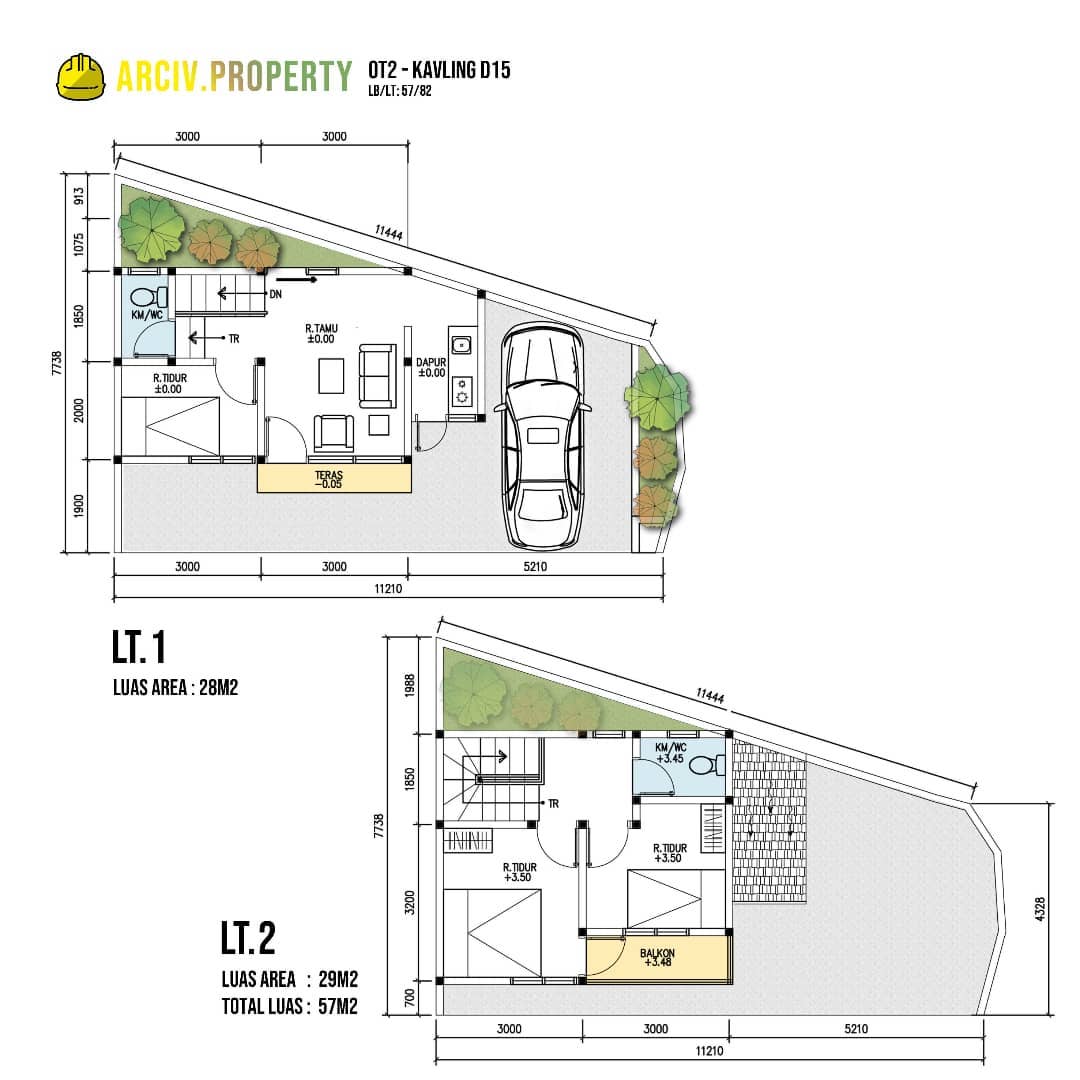 ARCIV.PROPERTY
OT2 - KAVLING D15
LB/LT: 57/82
3000
3000
11444
913
1075
1850
7738
2000
1900
KM/WC
DN
TR
R.TAMU
±0.00
DAPUR
±0.00
R.TIDUR
±0.00
TERAS
-0.05
3000
3000
5210
11210
LT. 1
LUAS AREA : 28M2
11444
1988
1850
7738
3200
700
KM/WC
+3.45
TR
R.TIDUR
+3.50
R.TIDUR
+3.50
BALKON
+3.48
4328
3000
3000
5210
11210
LT. 2
LUAS AREA : 29M2
TOTAL LUAS : 57M2